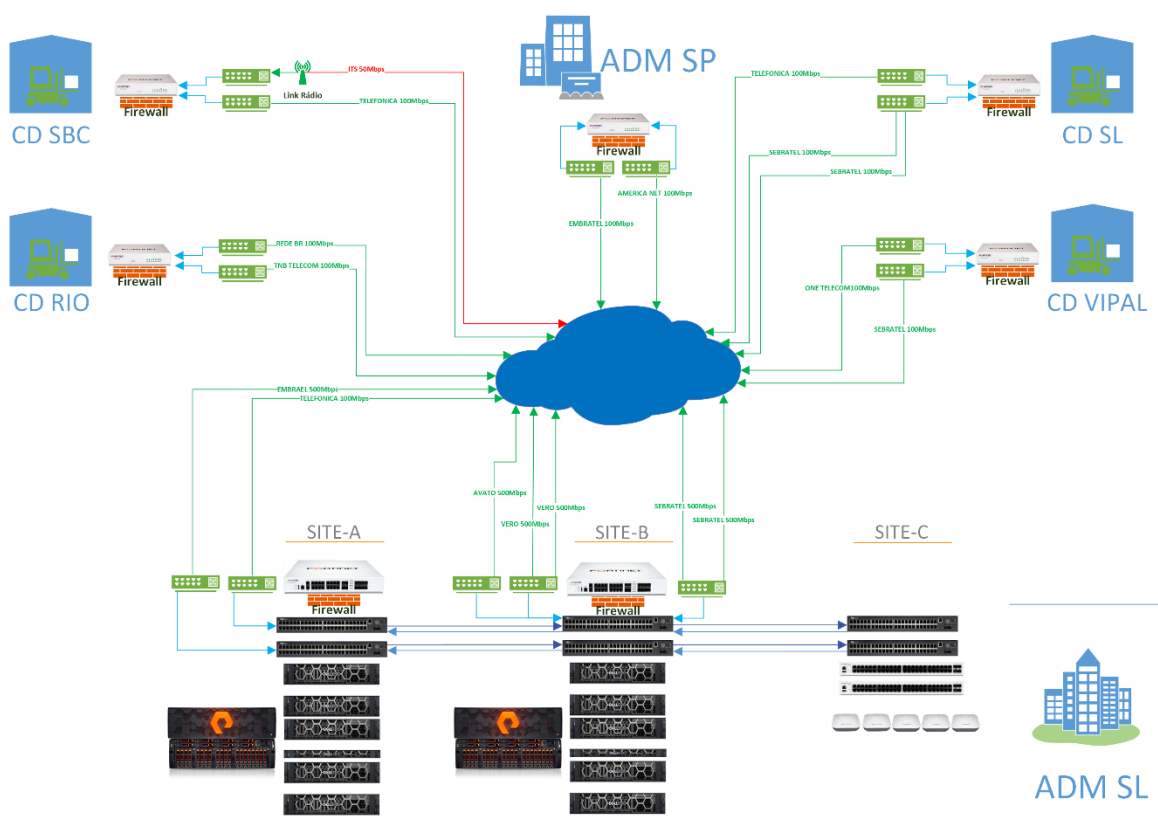 ADM SP
TELEFONICA 100Mbps
ITS 50Mbps
Link Rádio
TELEFONICA 100Mbps
Firewall
CD SBC
Firewall
Firewall
CD SL
SEBRATEL 100Mbps
SEBRATEL 100Mbps
AMERICA NET 100Mbps
EMBRATEL 100Mbps
REDE BR 100Mbps
TNB TELECOM 100Mbps
Firewall
CD RIO
Firewall
CD VIPAL
ONE TELECOM100Mbps
SEBRATEL 100Mbps
EMBRAEL 500Mbps
TELEFONICA 100Mbps
AVATO 500Mbps
VERO 500Mbps
VERO 500Mbps
SEBRATEL 500Mbps
SEBRATEL 500Mbps
SITE-A
SITE-B
SITE-C
FORTINET
FORTINET
Firewall
Firewall
ADM SL